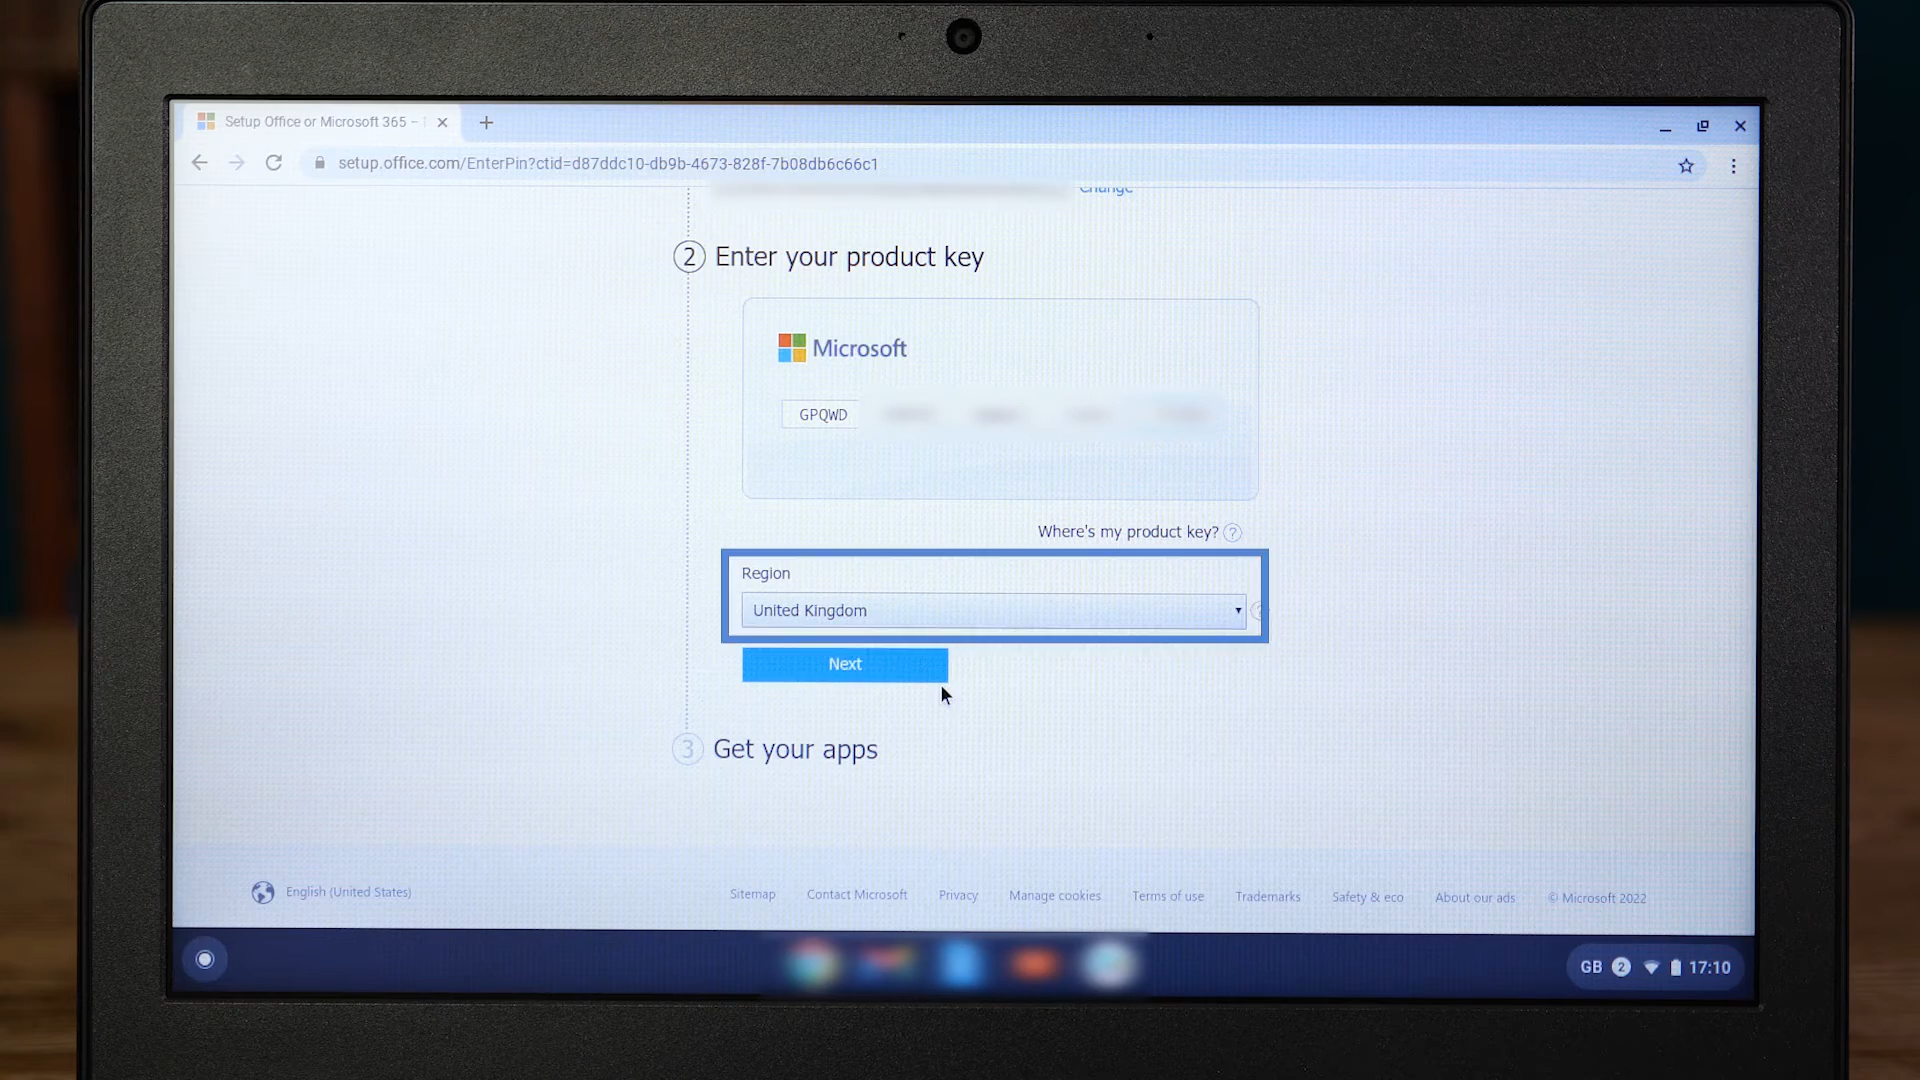 Setup Office or Microsoft 365 –
setup.office.com/EnterPin?ctid=d87ddc10-db9b-4673-828f-7b08db6c66c1
Change
2 Enter your product key
Microsoft
GPQWD
Where's my product key? ?
Region
United Kingdom
Next
3 Get your apps
English (United States)
Sitemap Contact Microsoft Privacy Manage cookies Terms of use Trademarks Safety & eco About our ads © Microsoft 2022
GB 2 17:10